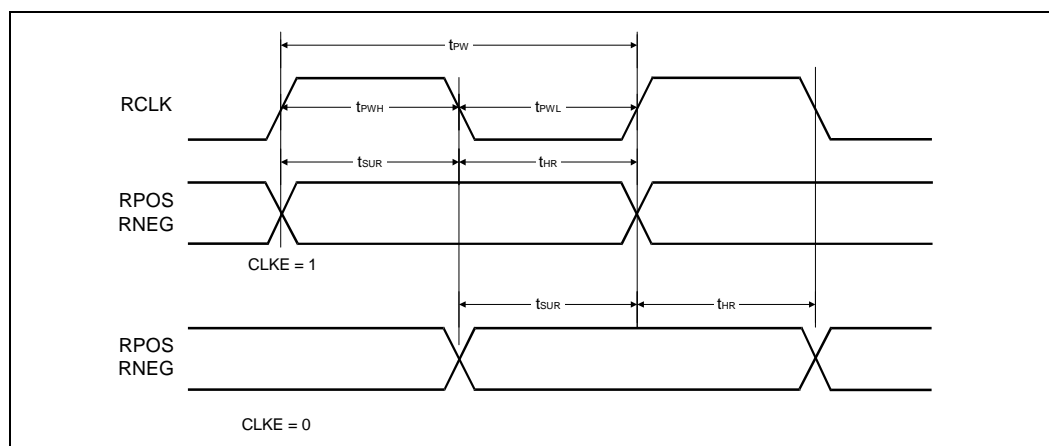 tPW
RCLK
tPWH
tPWL
tSUR
tHR
RPOS
RNEG
CLKE = 1
tSUR
tHR
RPOS
RNEG
CLKE = 0